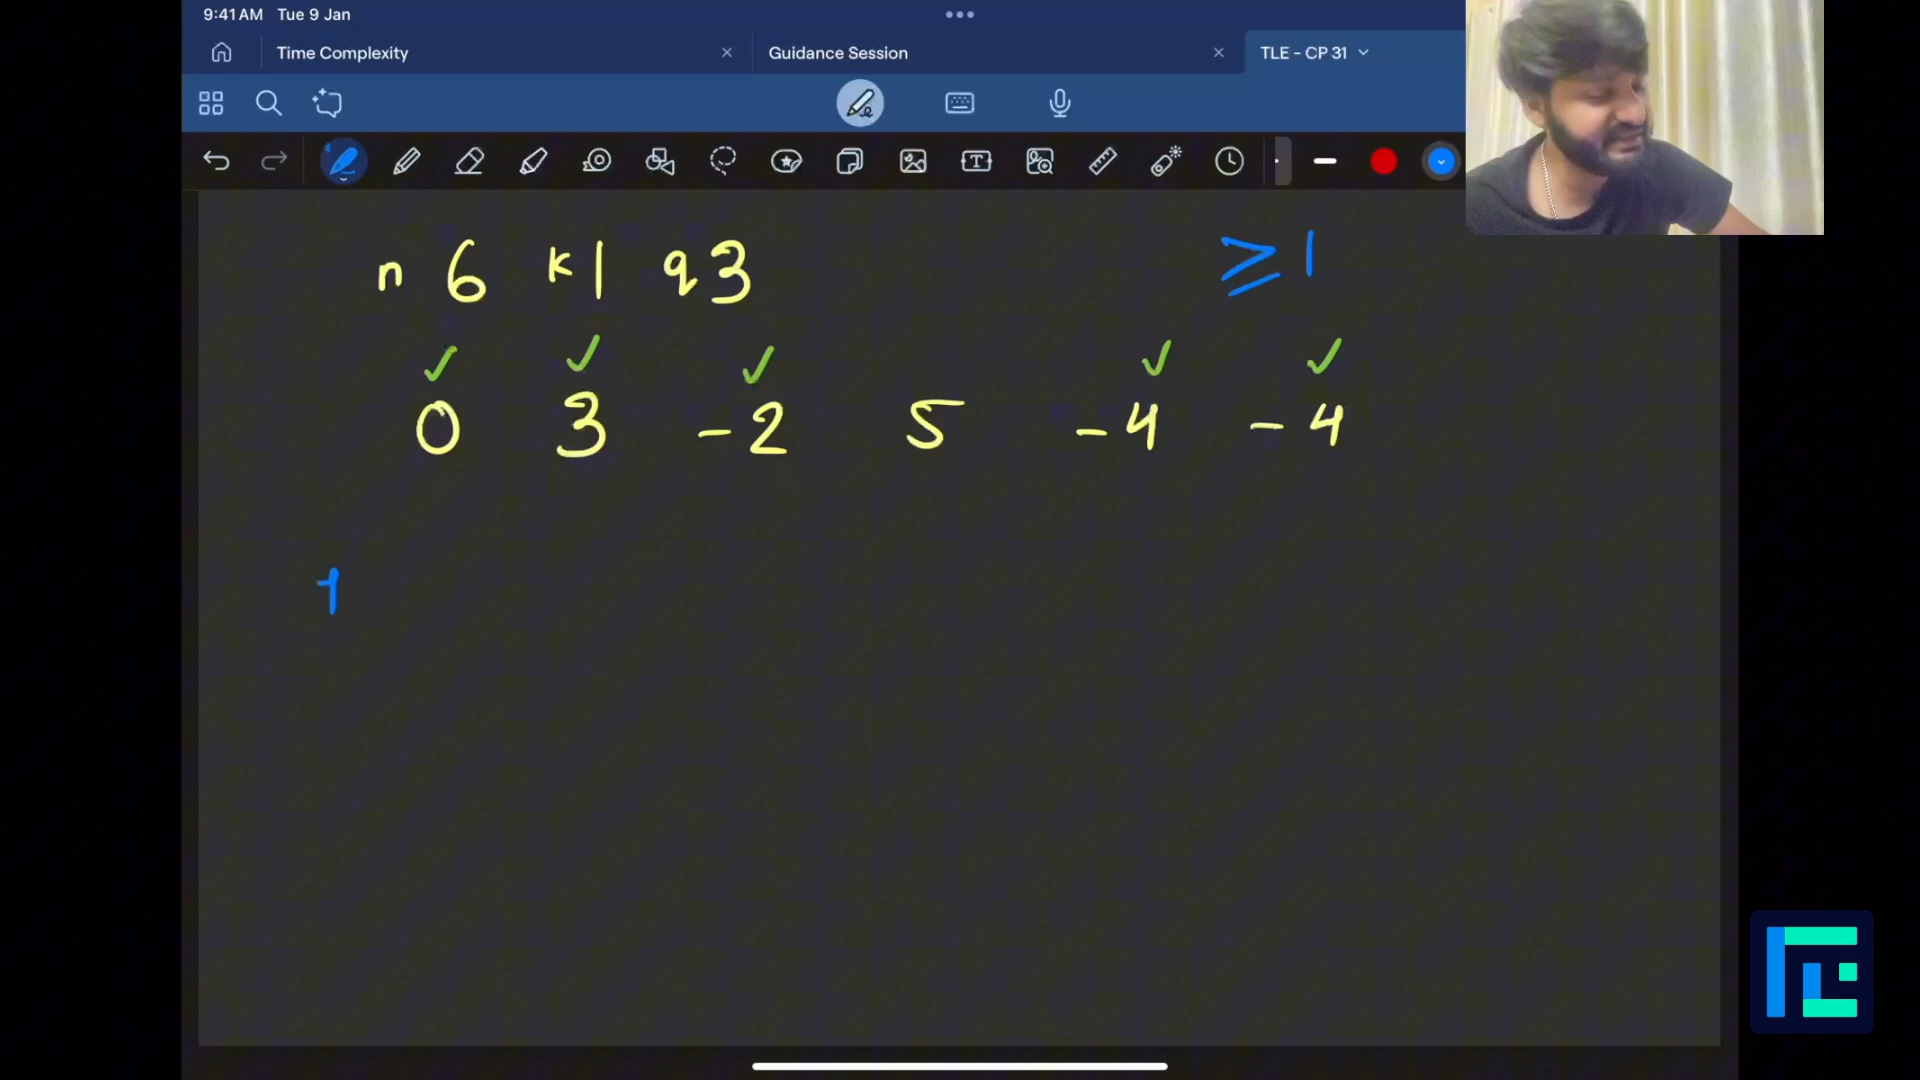 9:41 AM Tue 9 Jan
Time Complexity Guidance Session TLE - CP 31
n 6 k 1 q 3 ≥ 1
✓ ✓ ✓ ✓ ✓
0 3 -2 5 -4 -4